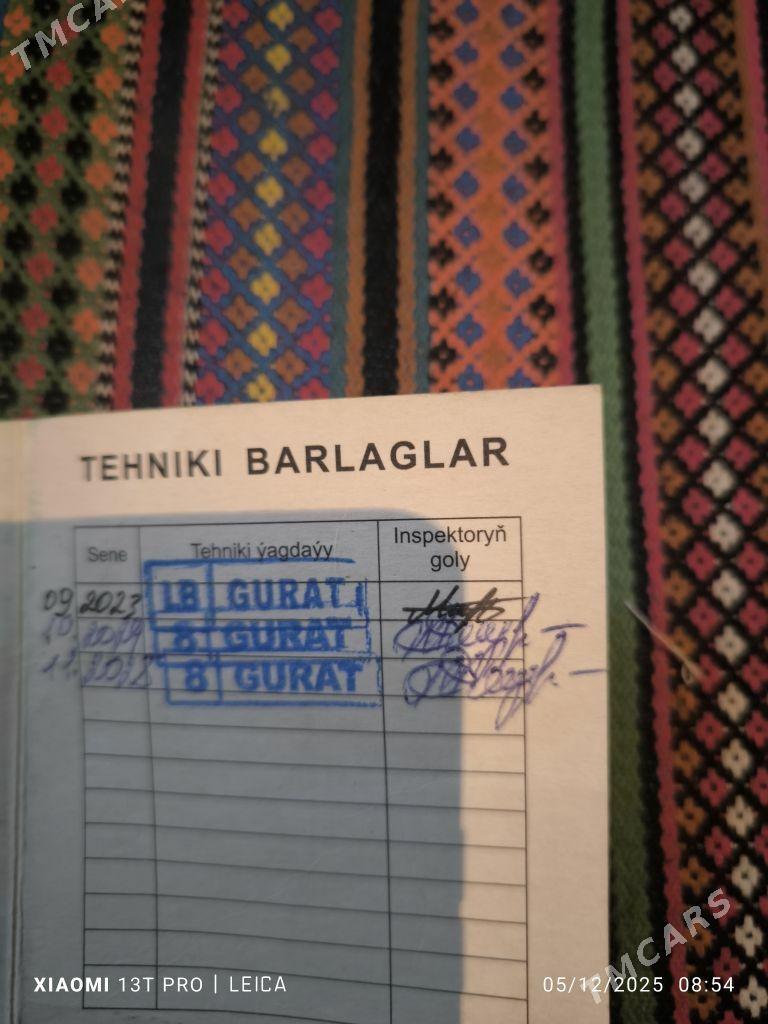 TMCARS
TEHNIKI BARLAGLAR
Sene Tehniki ýagdaýy Inspektoryň goly
09 2023 18 GURAT
8 GURAT
8 GURAT
TMCARS
XIAOMI 13T PRO | LEICA 05/12/2025 08:54